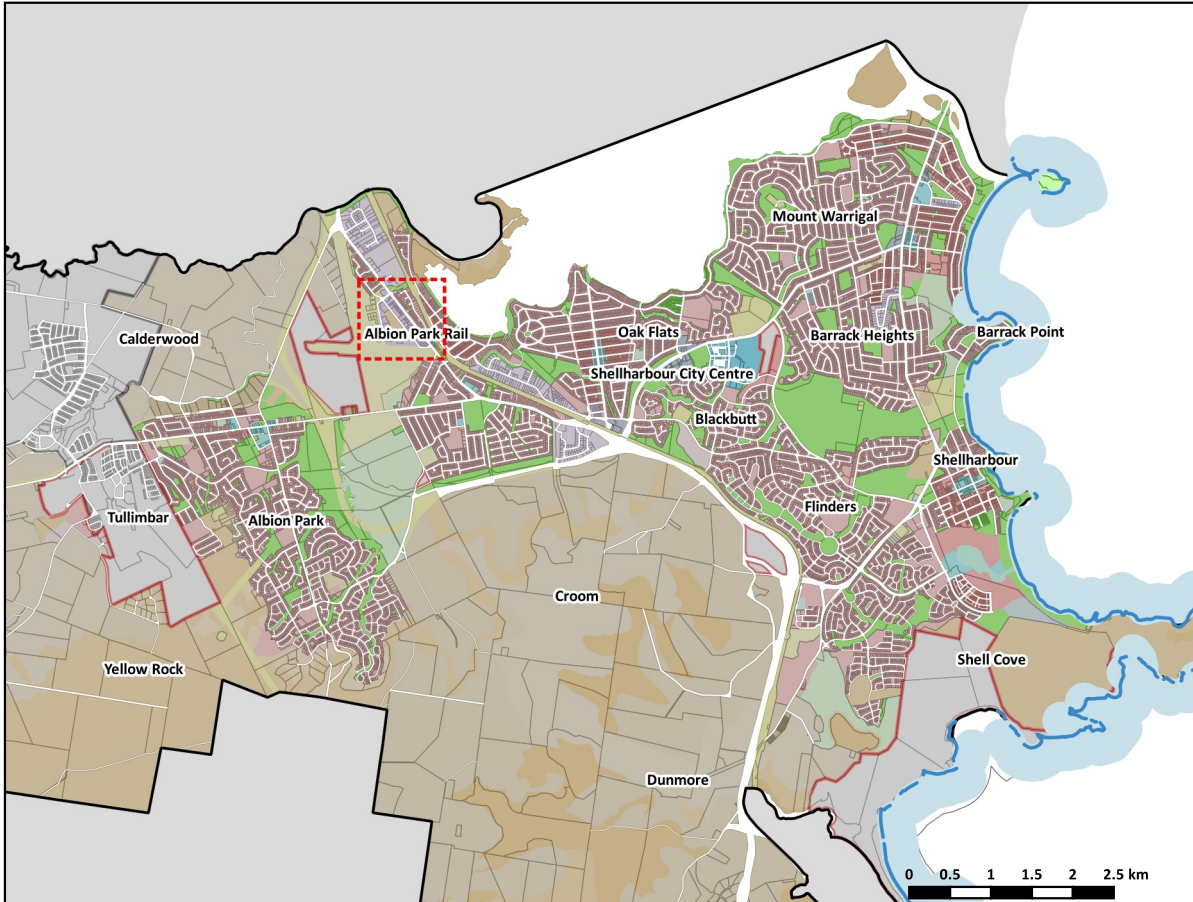 Mount Warrigal
Calderwood
Albion Park Rail
Oak Flats
Barrack Heights
Barrack Point
Shellharbour City Centre
Blackbutt
Shellharbour
Tullimbar
Albion Park
Flinders
Croom
Yellow Rock
Shell Cove
Dunmore
0 0.5 1 1.5 2 2.5 km